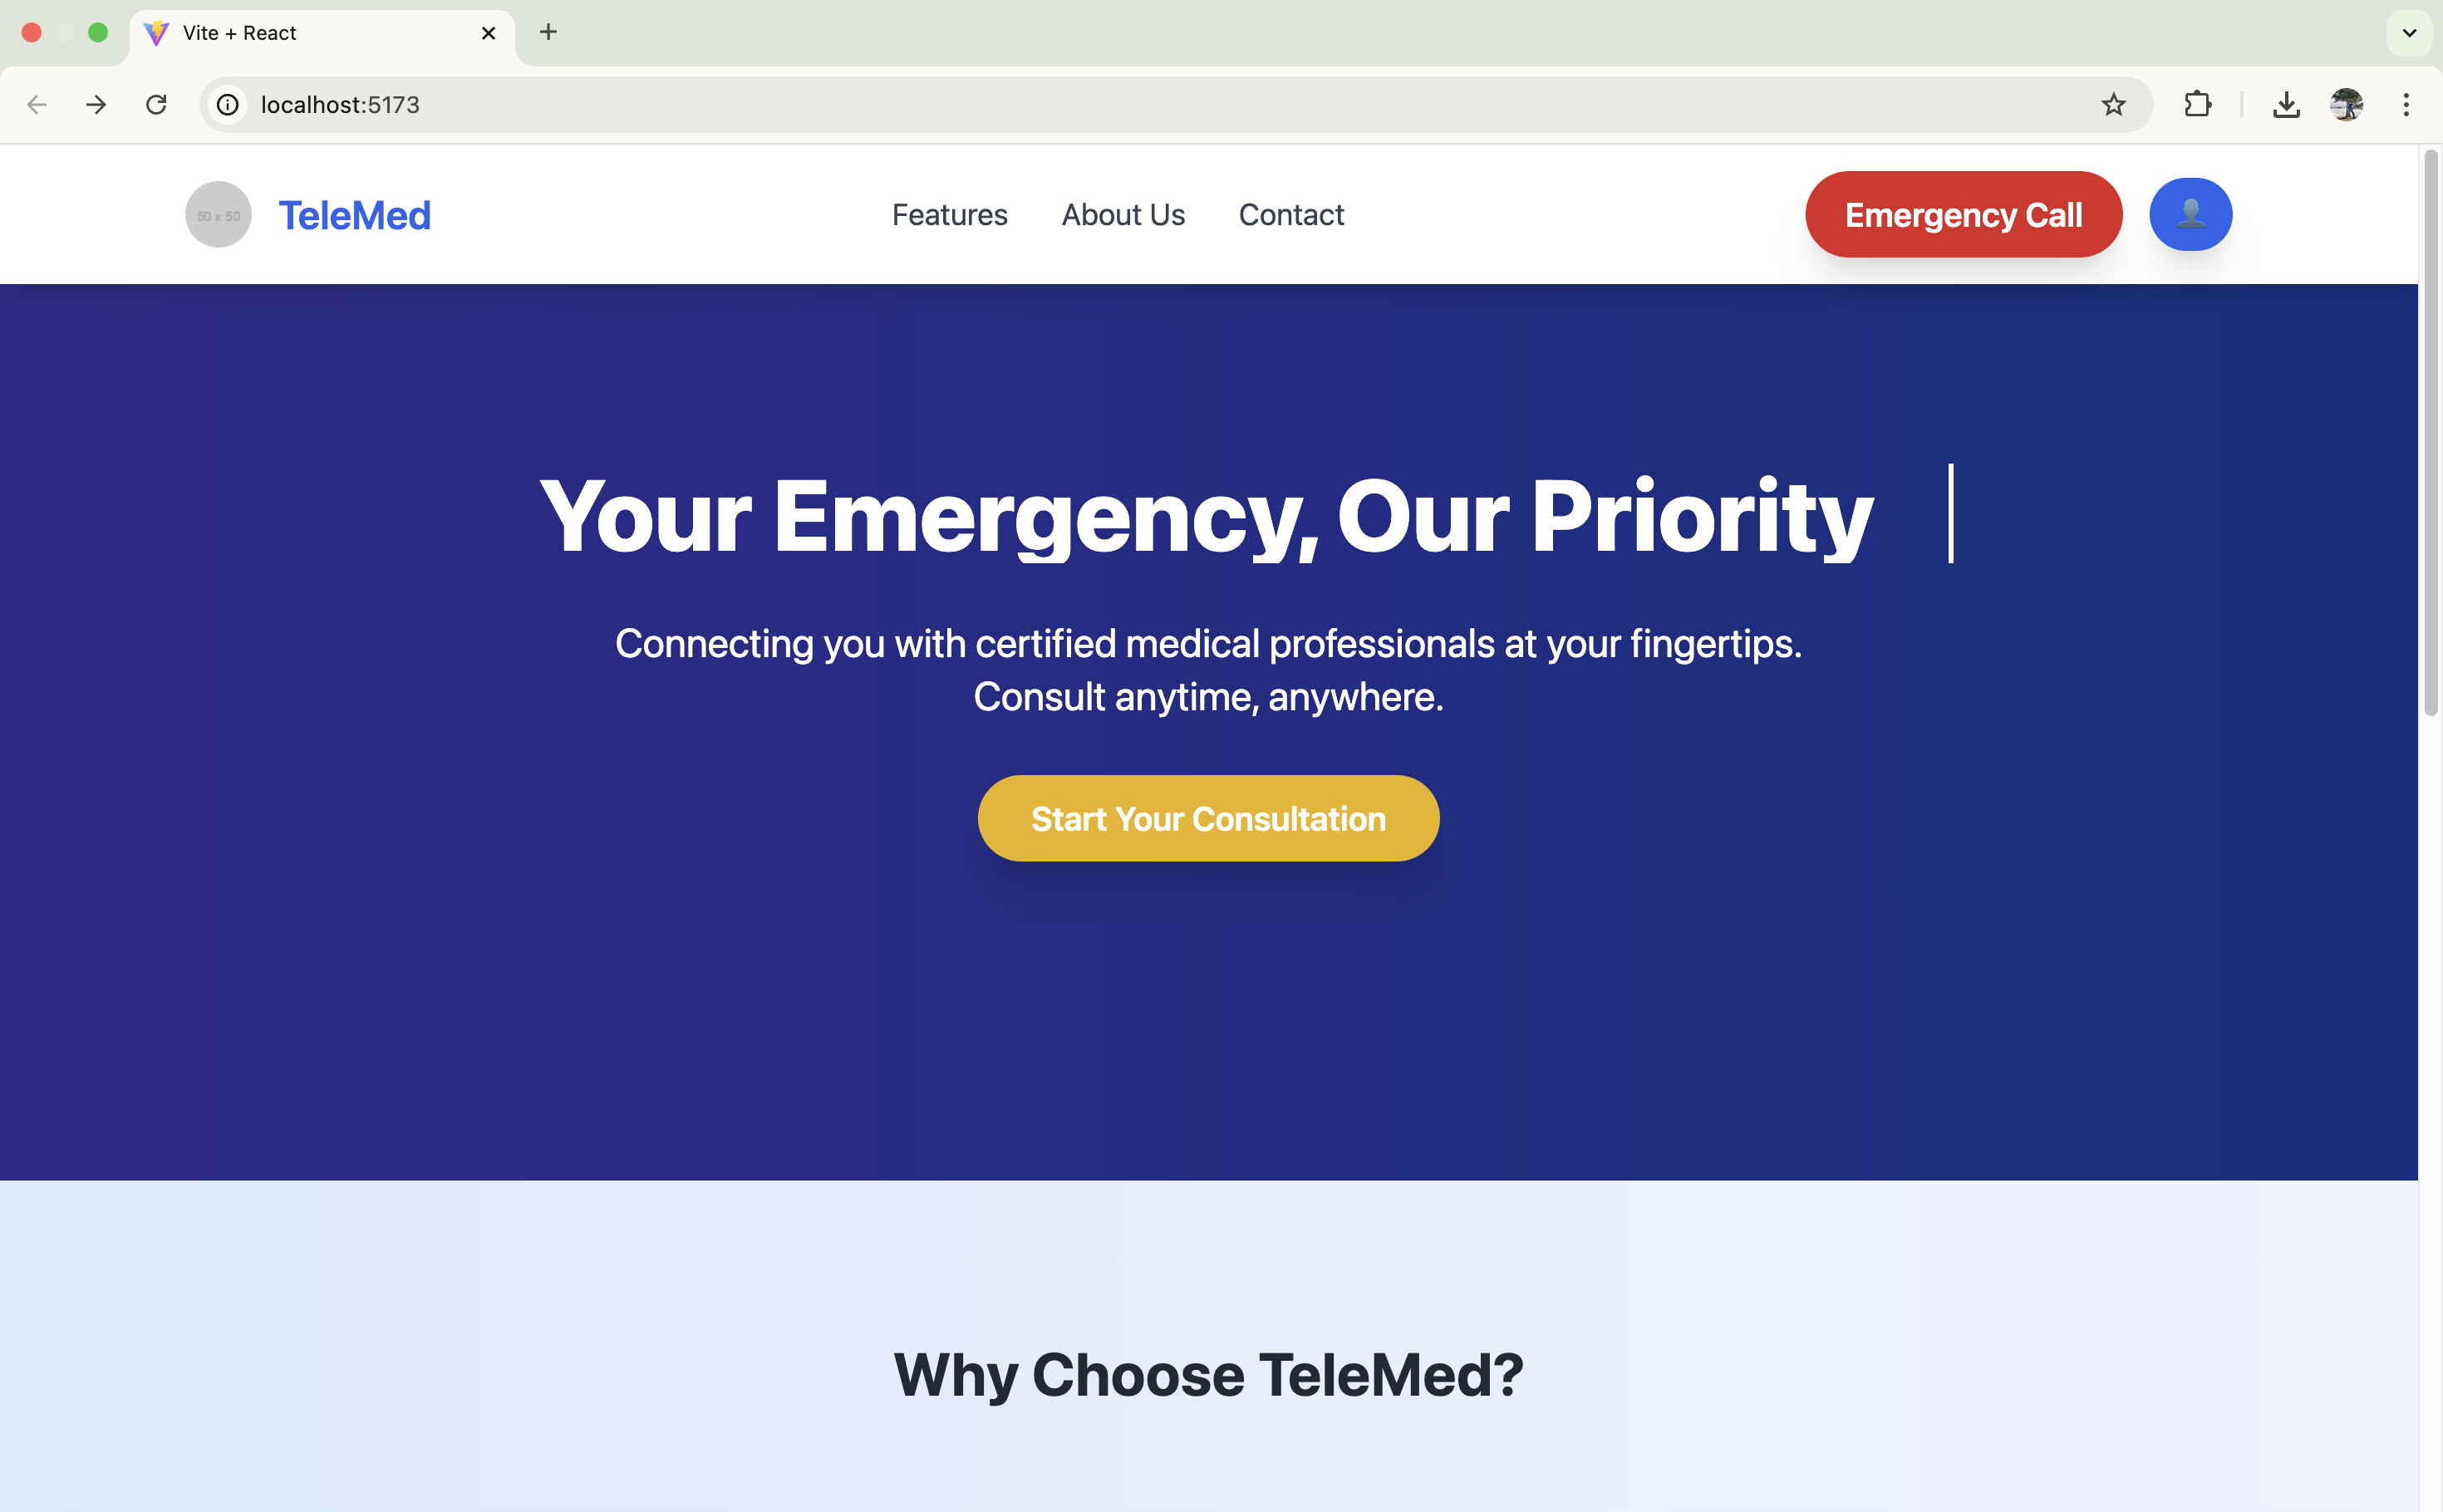 Vite + React
localhost:5173
50 x 50
TeleMed
Features
About Us
Contact
Emergency Call
Your Emergency, Our Priority
Connecting you with certified medical professionals at your fingertips.
Consult anytime, anywhere.
Start Your Consultation
Why Choose TeleMed?